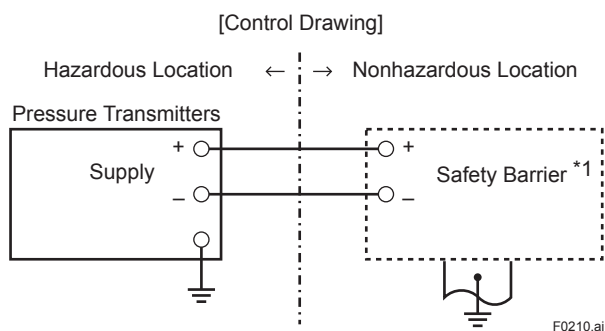 [Control Drawing]
Hazardous Location ← → Nonhazardous Location
Pressure Transmitters
+ +
Supply Safety Barrier *1
– –
F0210.ai